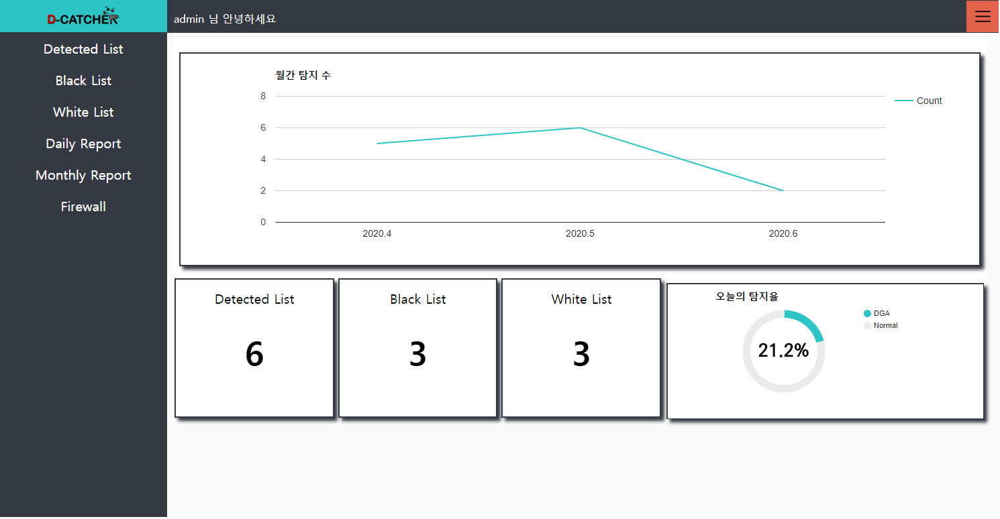 D-CATCHER
admin 님 안녕하세요
Detected List
Black List
White List
Daily Report
Monthly Report
Firewall
월간 탐지 수
8
6
4
2
0
2020.4
2020.5
2020.6
Count
Detected List
6
Black List
3
White List
3
오늘의 탐지율
21.2%
DGA
Normal